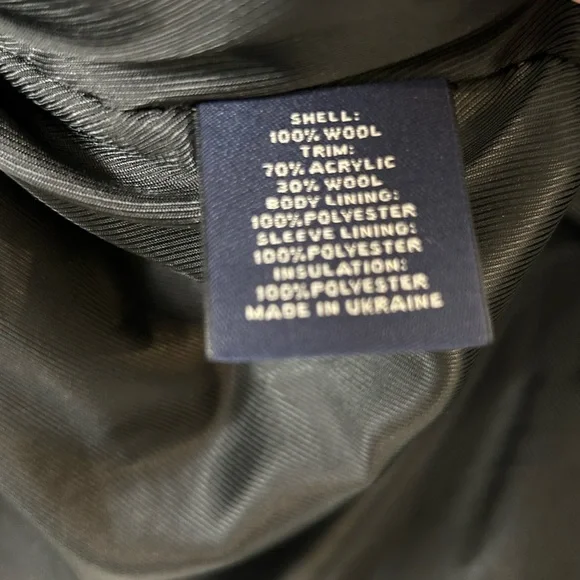 SHELL:
100% WOOL
TRIM:
70% ACRYLIC
30% WOOL
BODY LINING:
100%POLYESTER
SLEEVE LINING:
100%POLYESTER
INSULATION:
100%POLYESTER
MADE IN UKRAINE